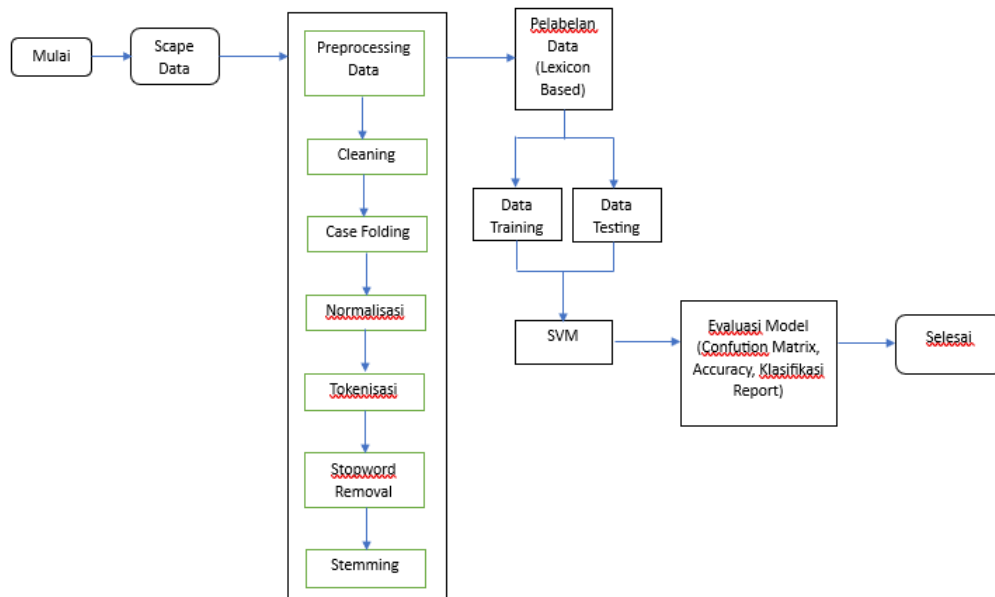 Mulai
Scape
Data
Preprocessing
Data
Cleaning
Case Folding
Normalisasi
Tokenisasi
Stopword
Removal
Stemming
Pelabelan
Data
(Lexicon
Based)
Data
Training
Data
Testing
SVM
Evaluasi Model
(Confution Matrix,
Accuracy, Klasifikasi
Report)
Selesai